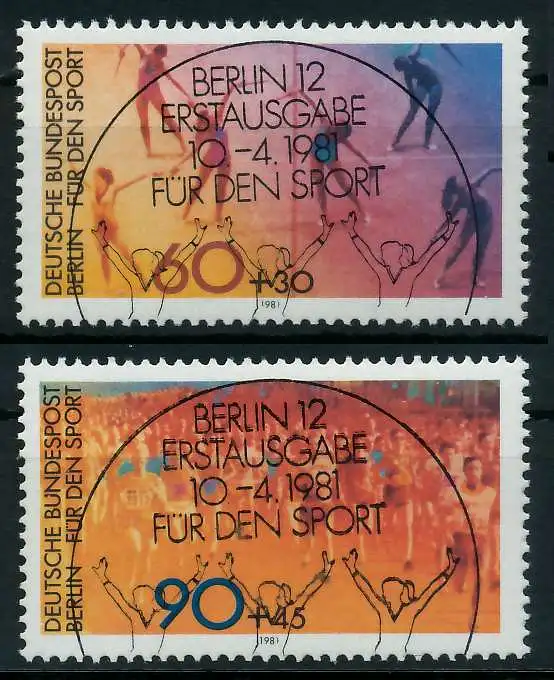 DEUTSCHE BUNDESPOST
BERLIN FÜR DEN SPORT
BERLIN 12
ERSTAUSGABE
10.-4.1981
FÜR DEN SPORT
60+30
1981
DEUTSCHE BUNDESPOST
BERLIN FÜR DEN SPORT
BERLIN 12
ERSTAUSGABE
10.-4.1981
FÜR DEN SPORT
90+45
1981